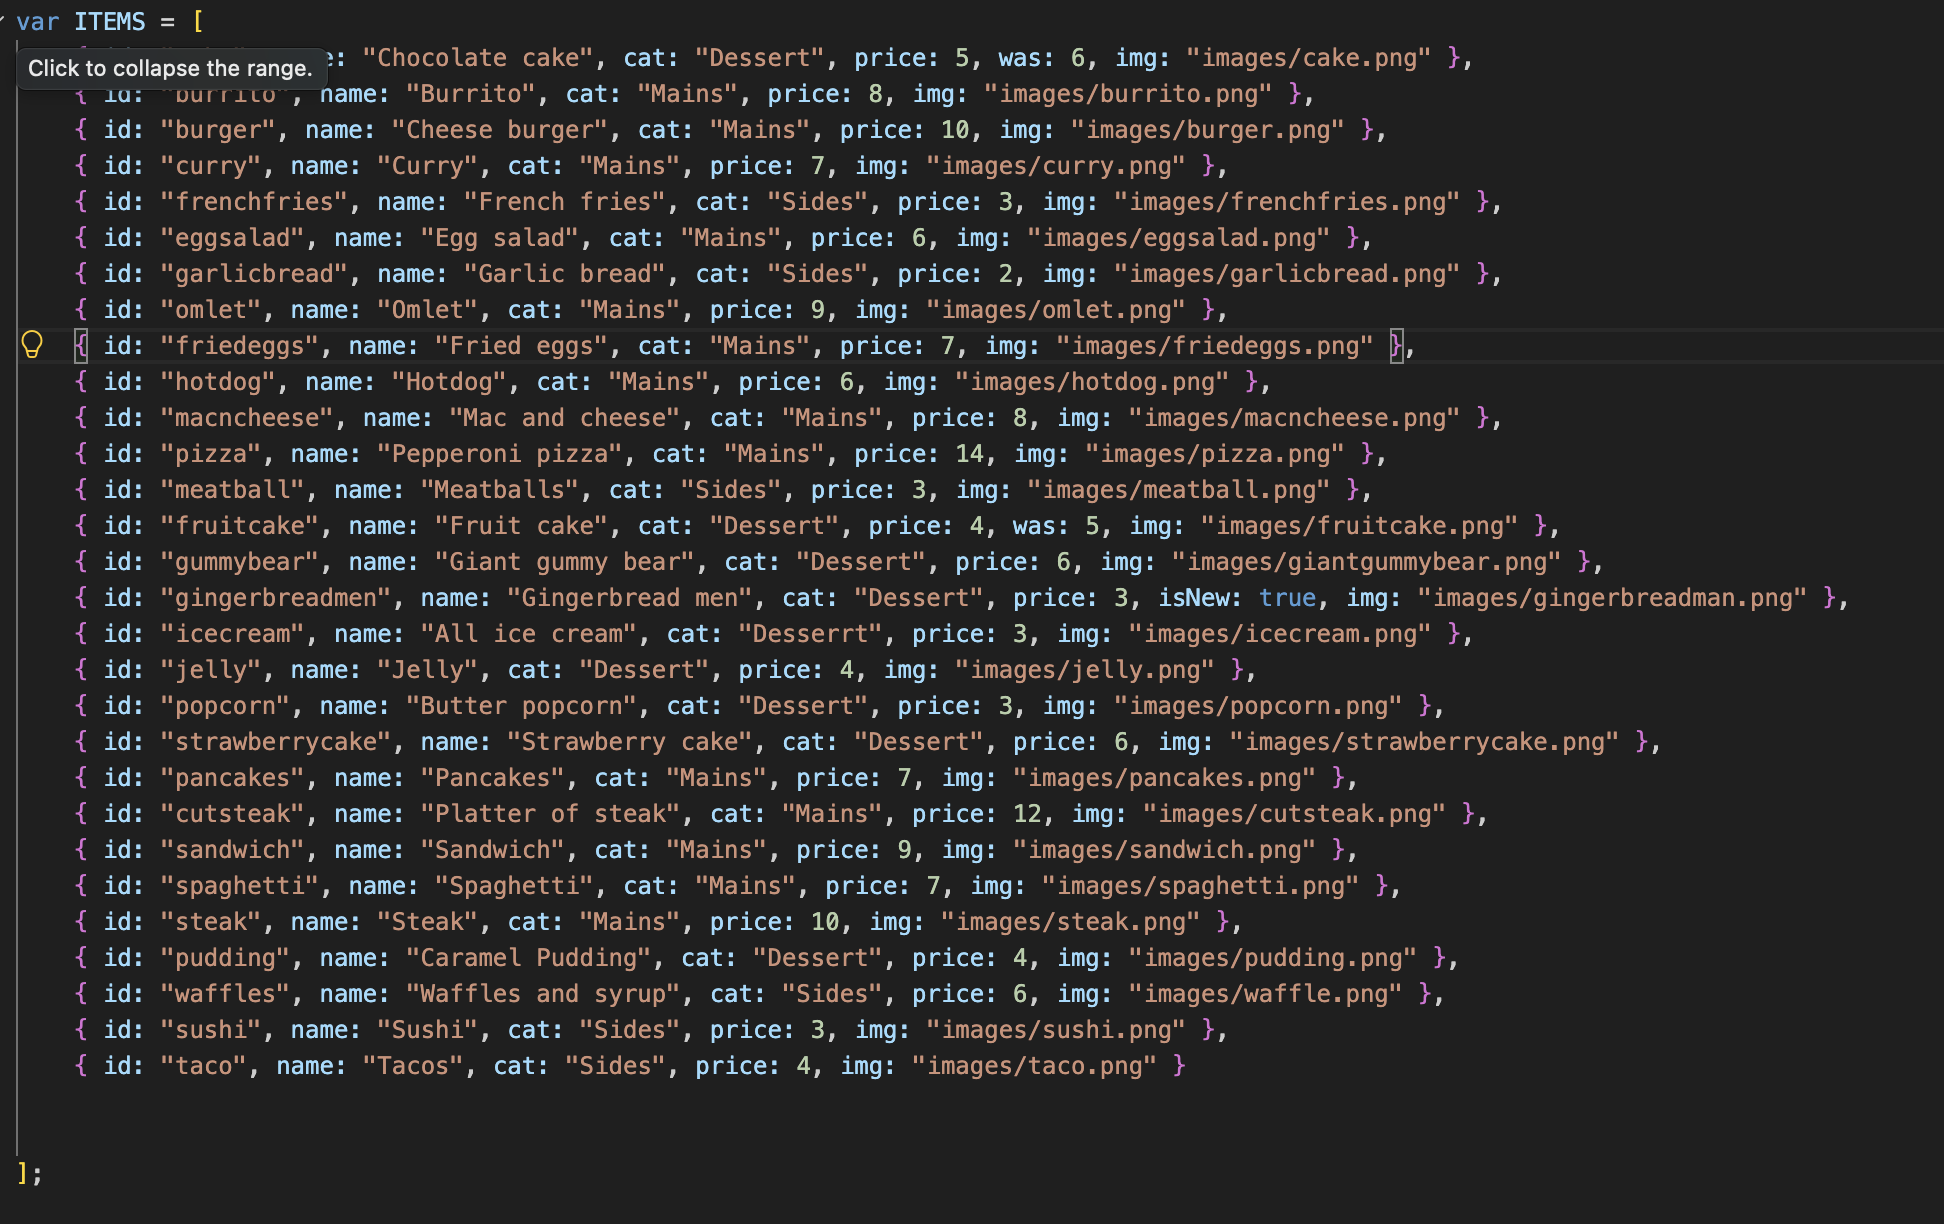 var ITEMS = [
e: "Chocolate cake", cat: "Dessert", price: 5, was: 6, img: "images/cake.png" },
Click to collapse the range.
{ id: "burrito", name: "Burrito", cat: "Mains", price: 8, img: "images/burrito.png" },
{ id: "burger", name: "Cheese burger", cat: "Mains", price: 10, img: "images/burger.png" },
{ id: "curry", name: "Curry", cat: "Mains", price: 7, img: "images/curry.png" },
{ id: "frenchfries", name: "French fries", cat: "Sides", price: 3, img: "images/frenchfries.png" },
{ id: "eggsalad", name: "Egg salad", cat: "Mains", price: 6, img: "images/eggsalad.png" },
{ id: "garlicbread", name: "Garlic bread", cat: "Sides", price: 2, img: "images/garlicbread.png" },
{ id: "omlet", name: "Omlet", cat: "Mains", price: 9, img: "images/omlet.png" },
{ id: "friedeggs", name: "Fried eggs", cat: "Mains", price: 7, img: "images/friedeggs.png" },
{ id: "hotdog", name: "Hotdog", cat: "Mains", price: 6, img: "images/hotdog.png" },
{ id: "macncheese", name: "Mac and cheese", cat: "Mains", price: 8, img: "images/macncheese.png" },
{ id: "pizza", name: "Pepperoni pizza", cat: "Mains", price: 14, img: "images/pizza.png" },
{ id: "meatball", name: "Meatballs", cat: "Sides", price: 3, img: "images/meatball.png" },
{ id: "fruitcake", name: "Fruit cake", cat: "Dessert", price: 4, was: 5, img: "images/fruitcake.png" },
{ id: "gummybear", name: "Giant gummy bear", cat: "Dessert", price: 6, img: "images/giantgummybear.png" },
{ id: "gingerbreadmen", name: "Gingerbread men", cat: "Dessert", price: 3, isNew: true, img: "images/gingerbreadman.png" },
{ id: "icecream", name: "All ice cream", cat: "Desserrt", price: 3, img: "images/icecream.png" },
{ id: "jelly", name: "Jelly", cat: "Dessert", price: 4, img: "images/jelly.png" },
{ id: "popcorn", name: "Butter popcorn", cat: "Dessert", price: 3, img: "images/popcorn.png" },
{ id: "strawberrycake", name: "Strawberry cake", cat: "Dessert", price: 6, img: "images/strawberrycake.png" },
{ id: "pancakes", name: "Pancakes", cat: "Mains", price: 7, img: "images/pancakes.png" },
{ id: "cutsteak", name: "Platter of steak", cat: "Mains", price: 12, img: "images/cutsteak.png" },
{ id: "sandwich", name: "Sandwich", cat: "Mains", price: 9, img: "images/sandwich.png" },
{ id: "spaghetti", name: "Spaghetti", cat: "Mains", price: 7, img: "images/spaghetti.png" },
{ id: "steak", name: "Steak", cat: "Mains", price: 10, img: "images/steak.png" },
{ id: "pudding", name: "Caramel Pudding", cat: "Dessert", price: 4, img: "images/pudding.png" },
{ id: "waffles", name: "Waffles and syrup", cat: "Sides", price: 6, img: "images/waffle.png" },
{ id: "sushi", name: "Sushi", cat: "Sides", price: 3, img: "images/sushi.png" },
{ id: "taco", name: "Tacos", cat: "Sides", price: 4, img: "images/taco.png" }
];